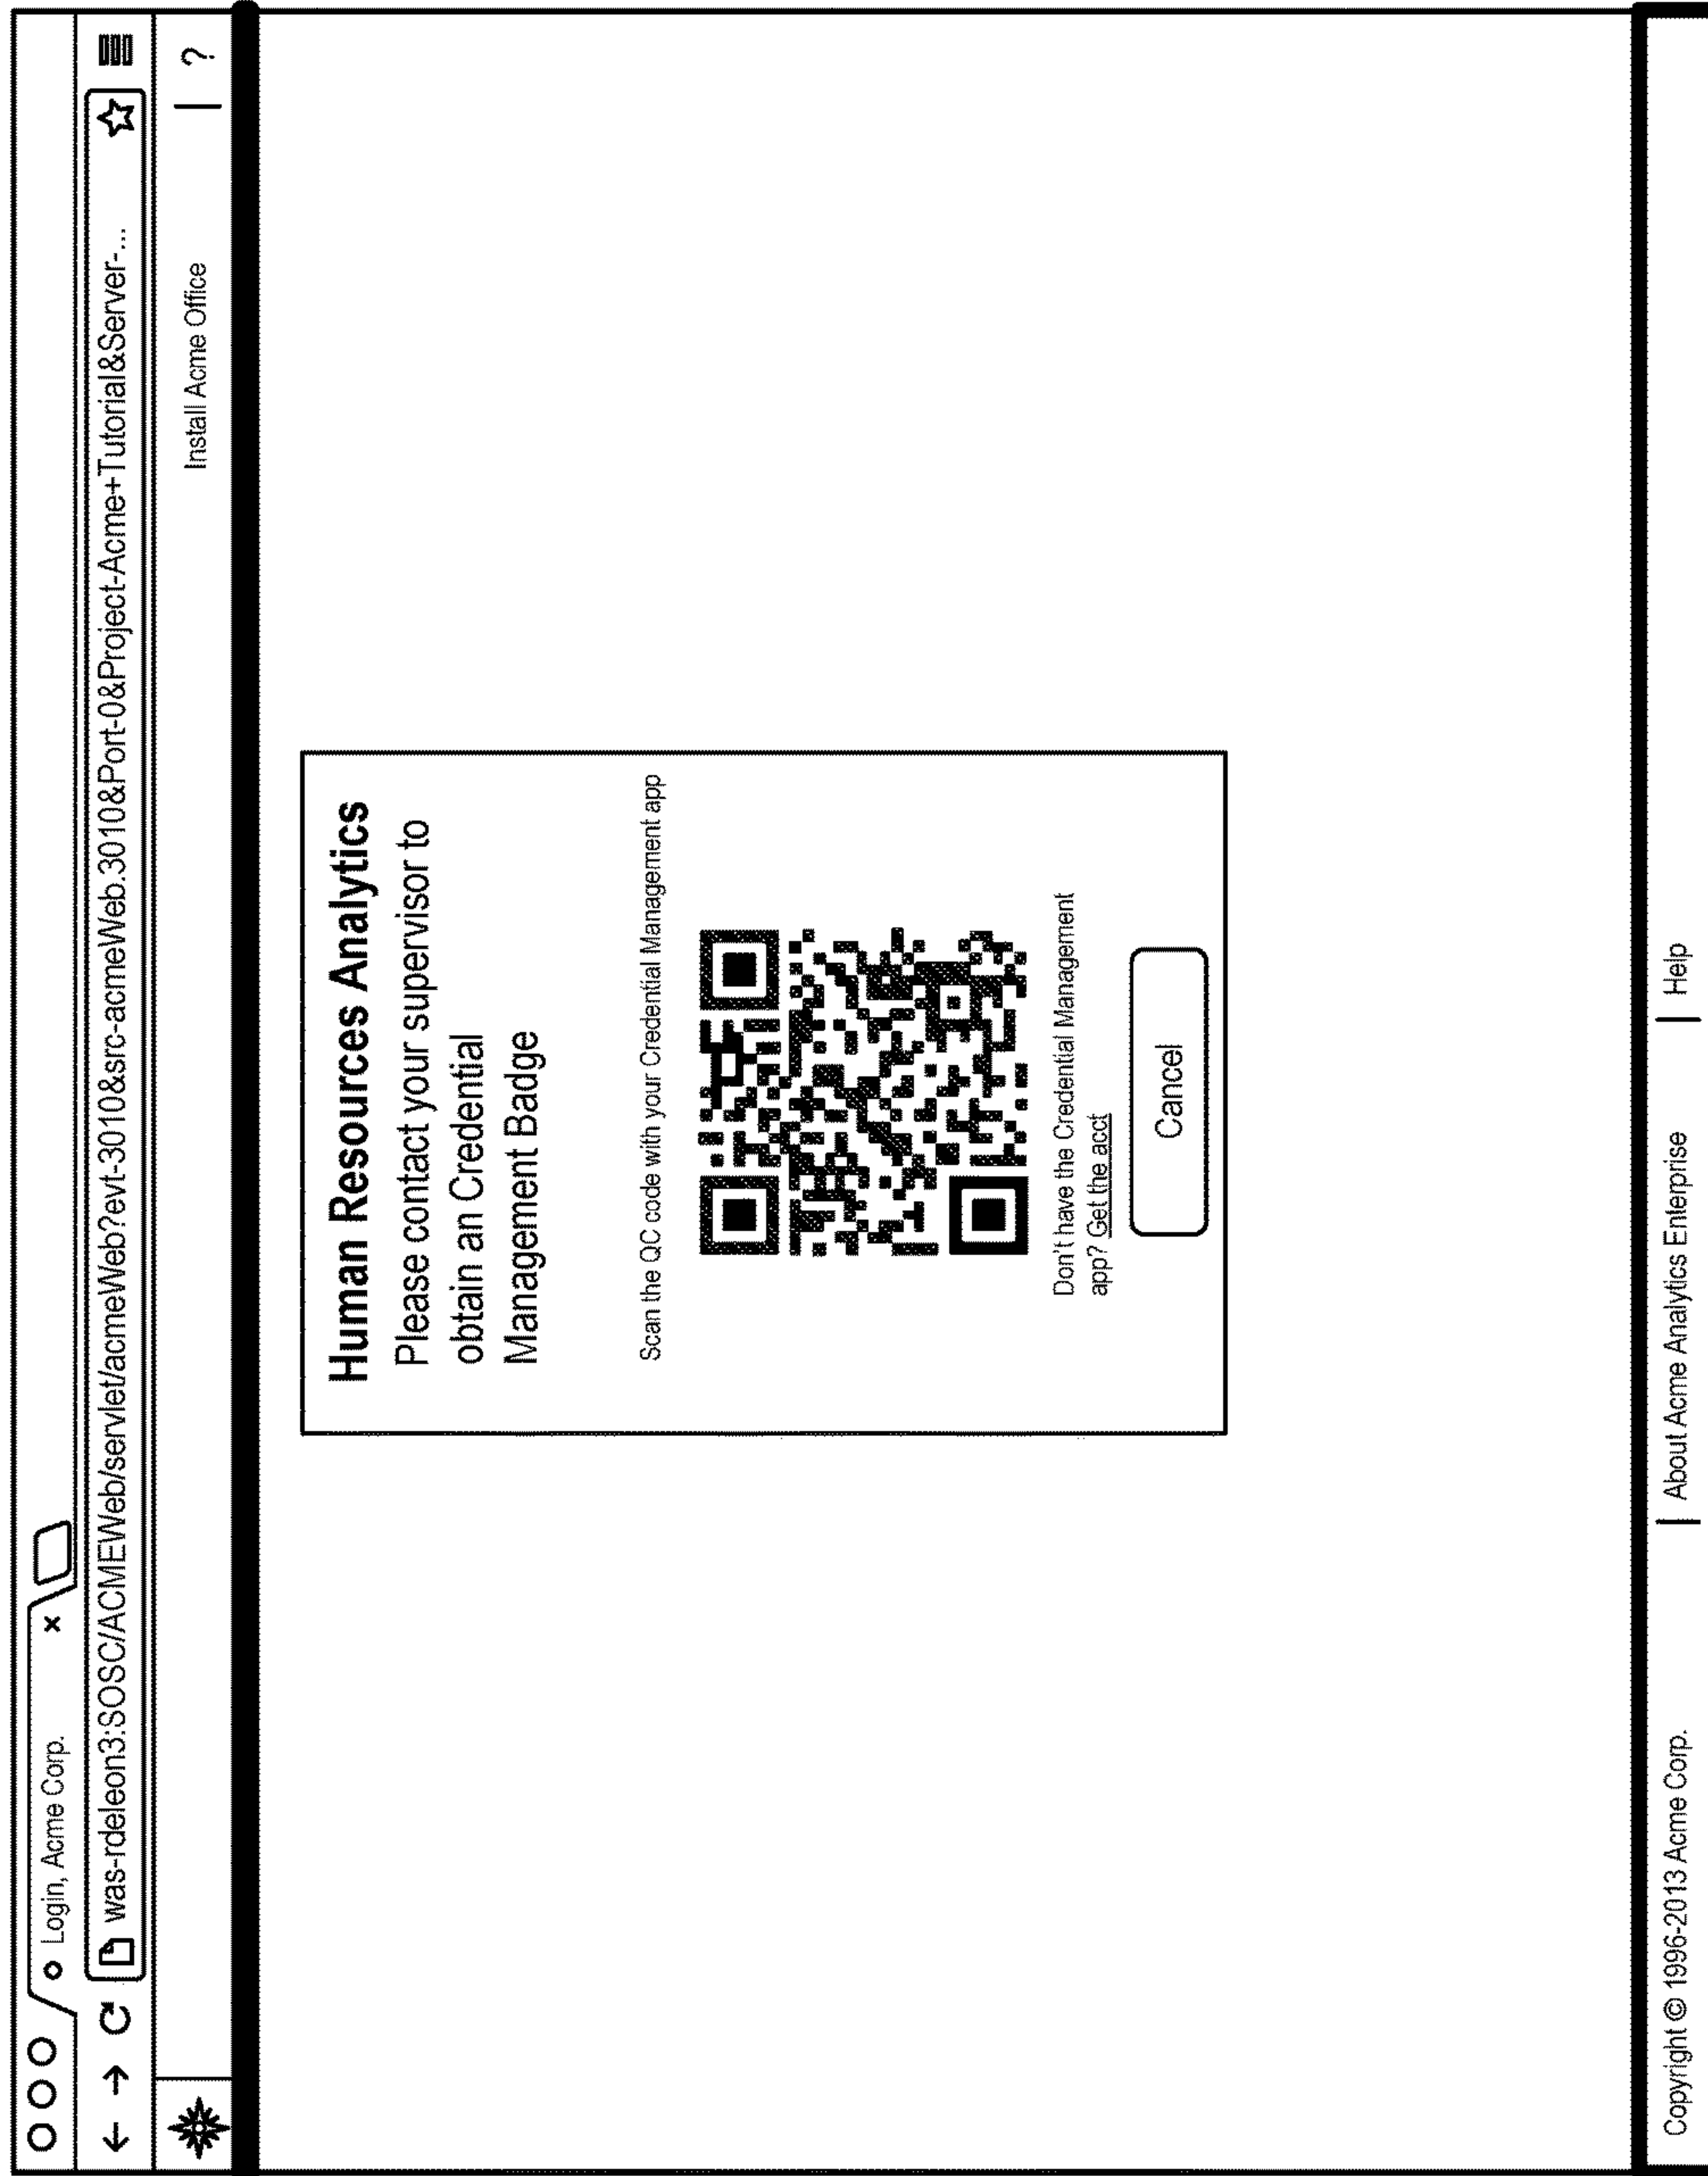 Login, Acme Corp. ×
was-rdeleon3:SOSC/ACMEWeb/servlet/acmeWeb?evt-3010&src-acmeWeb.3010&Port-0&Project-Acme+Tutorial&Server-...
Install Acme Office | ?
Human Resources Analytics
Please contact your supervisor to
obtain an Credential
Management Badge
Scan the QC code with your Credential Management app
Don't have the Credential Management
app? Get the acct
Cancel
Copyright © 1996-2013 Acme Corp. | About Acme Analytics Enterprise | Help